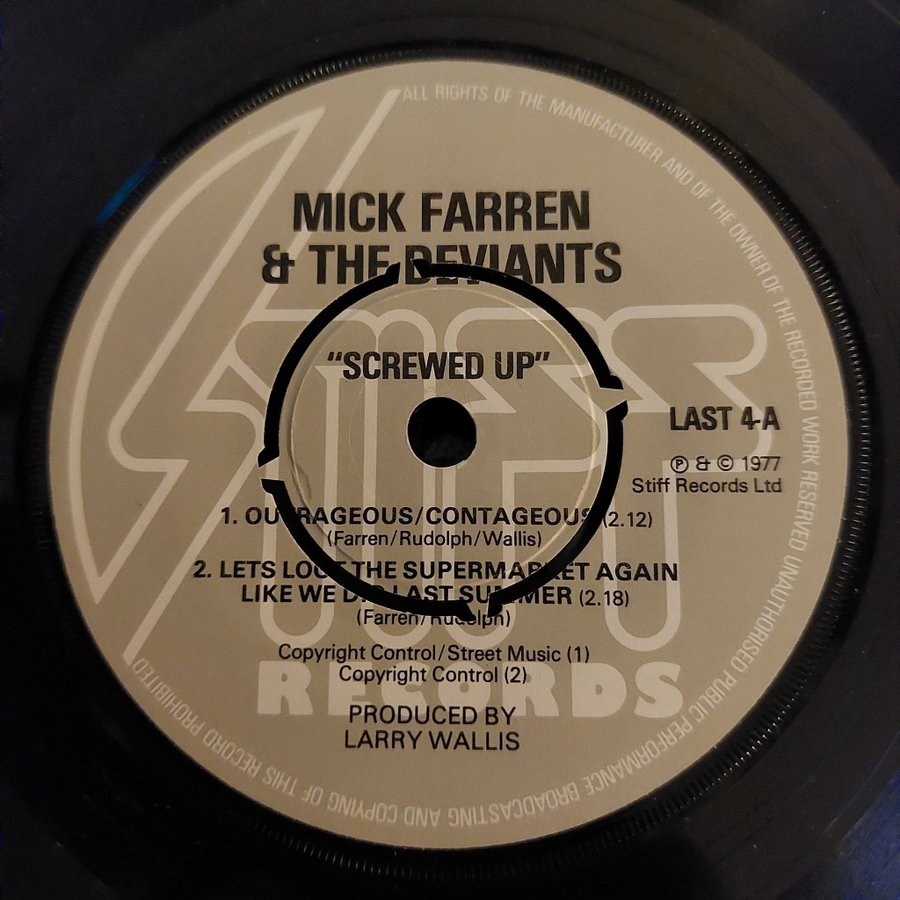 ALL RIGHTS OF THE MANUFACTURER AND OF THE OWNER OF THE RECORDED WORK RESERVED UNAUTHORISED PUBLIC PERFORMANCE BROADCASTING AND COPYING OF THIS RECORD PROHIBITED
MICK FARREN
& THE DEVIANTS
"SCREWED UP"
LAST 4-A
℗ & © 1977
Stiff Records Ltd
1. OUTRAGEOUS/CONTAGEOUS (2.12)
(Farren/Rudolph/Wallis)
2. LETS LOOT THE SUPERMARKET AGAIN
LIKE WE DID LAST SUMMER (2.18)
(Farren/Rudolph)
Copyright Control/Street Music (1)
Copyright Control (2)
STIFF
RECORDS
PRODUCED BY
LARRY WALLIS